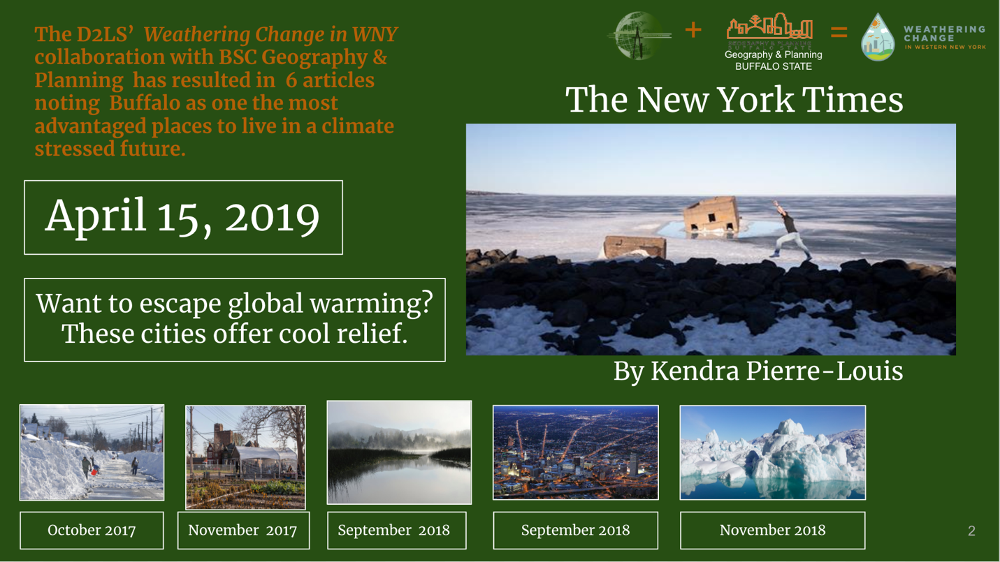 The D2LS’ Weathering Change in WNY
collaboration with BSC Geography &
Planning has resulted in 6 articles
noting Buffalo as one the most
advantaged places to live in a climate
stressed future.
+
GEOGRAPHY & PLANNING
BUFFALO STATE
Geography & Planning
BUFFALO STATE
=
WEATHERING
CHANGE
IN WESTERN NEW YORK
The New York Times
April 15, 2019
Want to escape global warming?
These cities offer cool relief.
By Kendra Pierre-Louis
October 2017
November 2017
September 2018
September 2018
November 2018
2